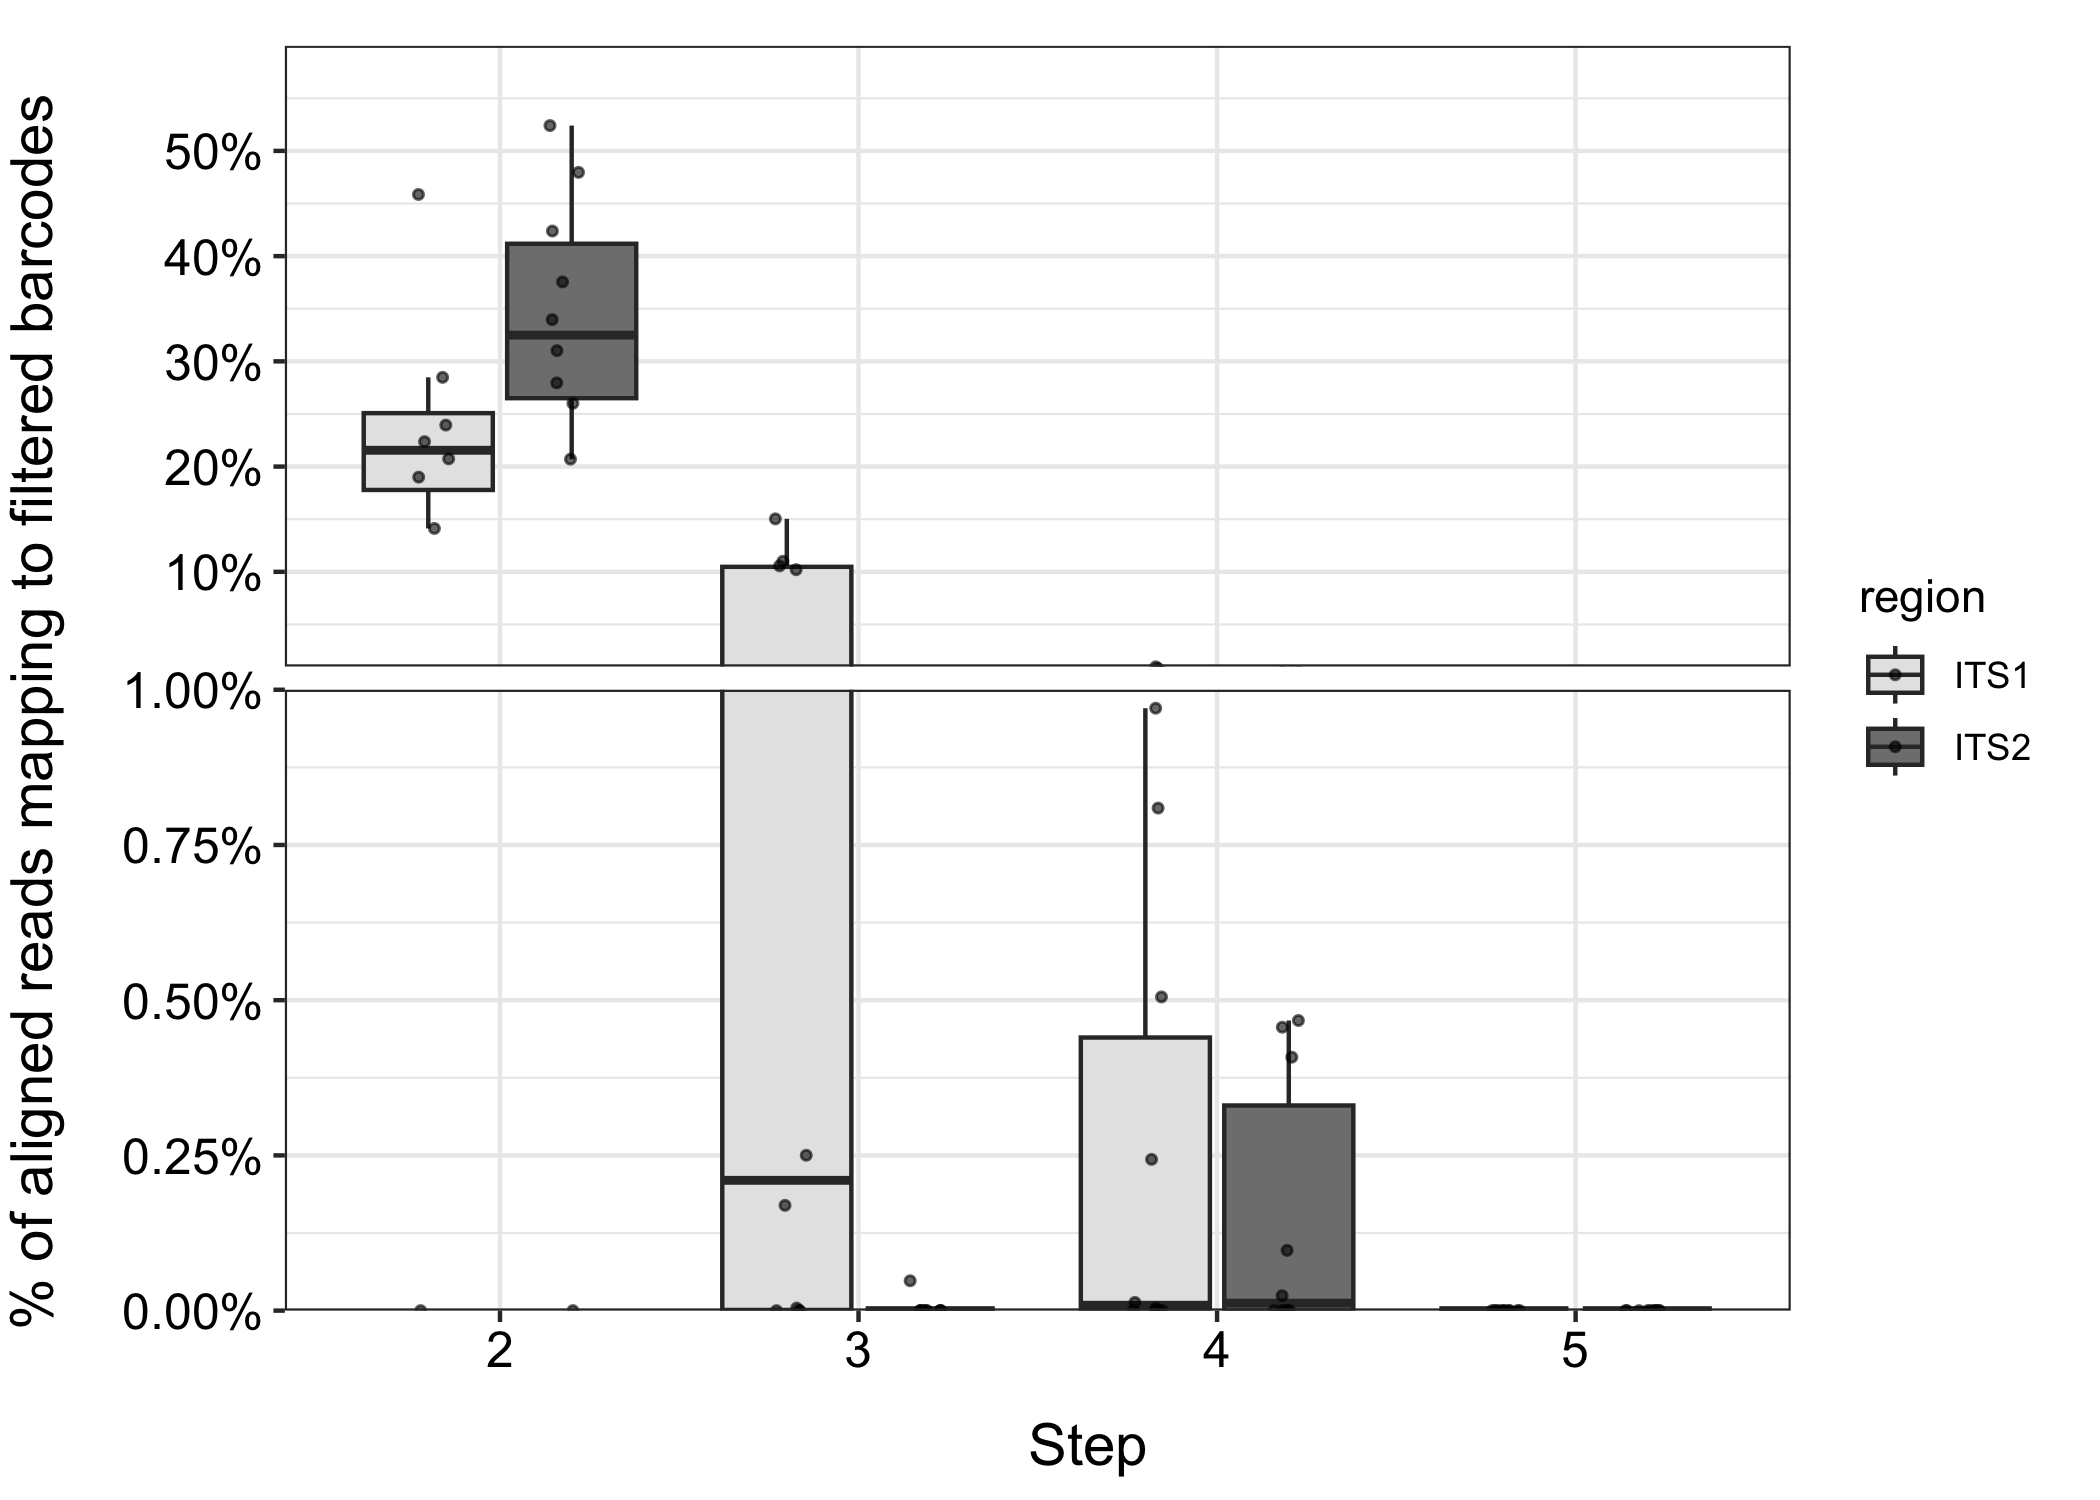 % of aligned reads mapping to filtered barcodes
50%
40%
30%
20%
10%
1.00%
0.75%
0.50%
0.25%
0.00%
2 3 4 5
Step
region
ITS1
ITS2